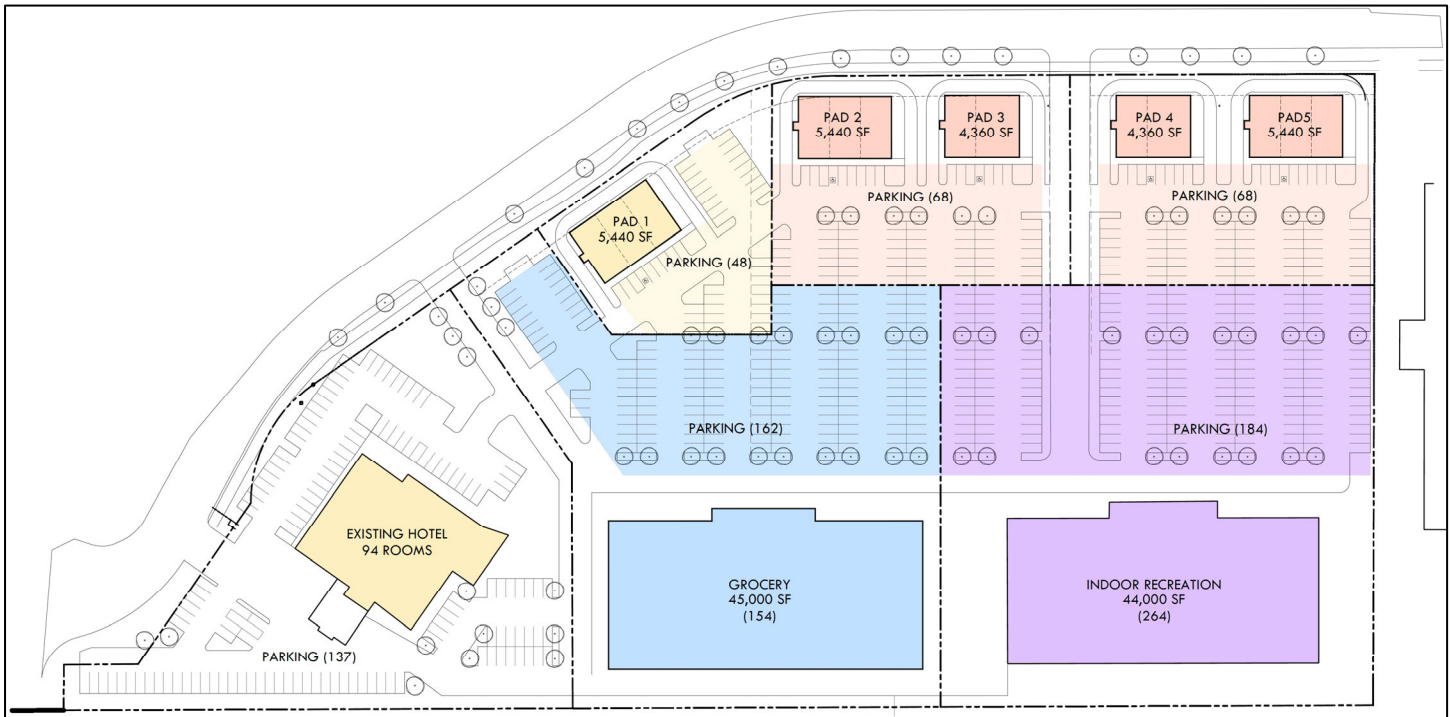 PAD 2
5,440 SF
PAD 3
4,360 SF
PAD 4
4,360 SF
PAD5
5,440 SF
PARKING (68)
PARKING (68)
PAD 1
5,440 SF
PARKING (48)
PARKING (162)
PARKING (184)
EXISTING HOTEL
94 ROOMS
GROCERY
45,000 SF
(154)
INDOOR RECREATION
44,000 SF
(264)
PARKING (137)